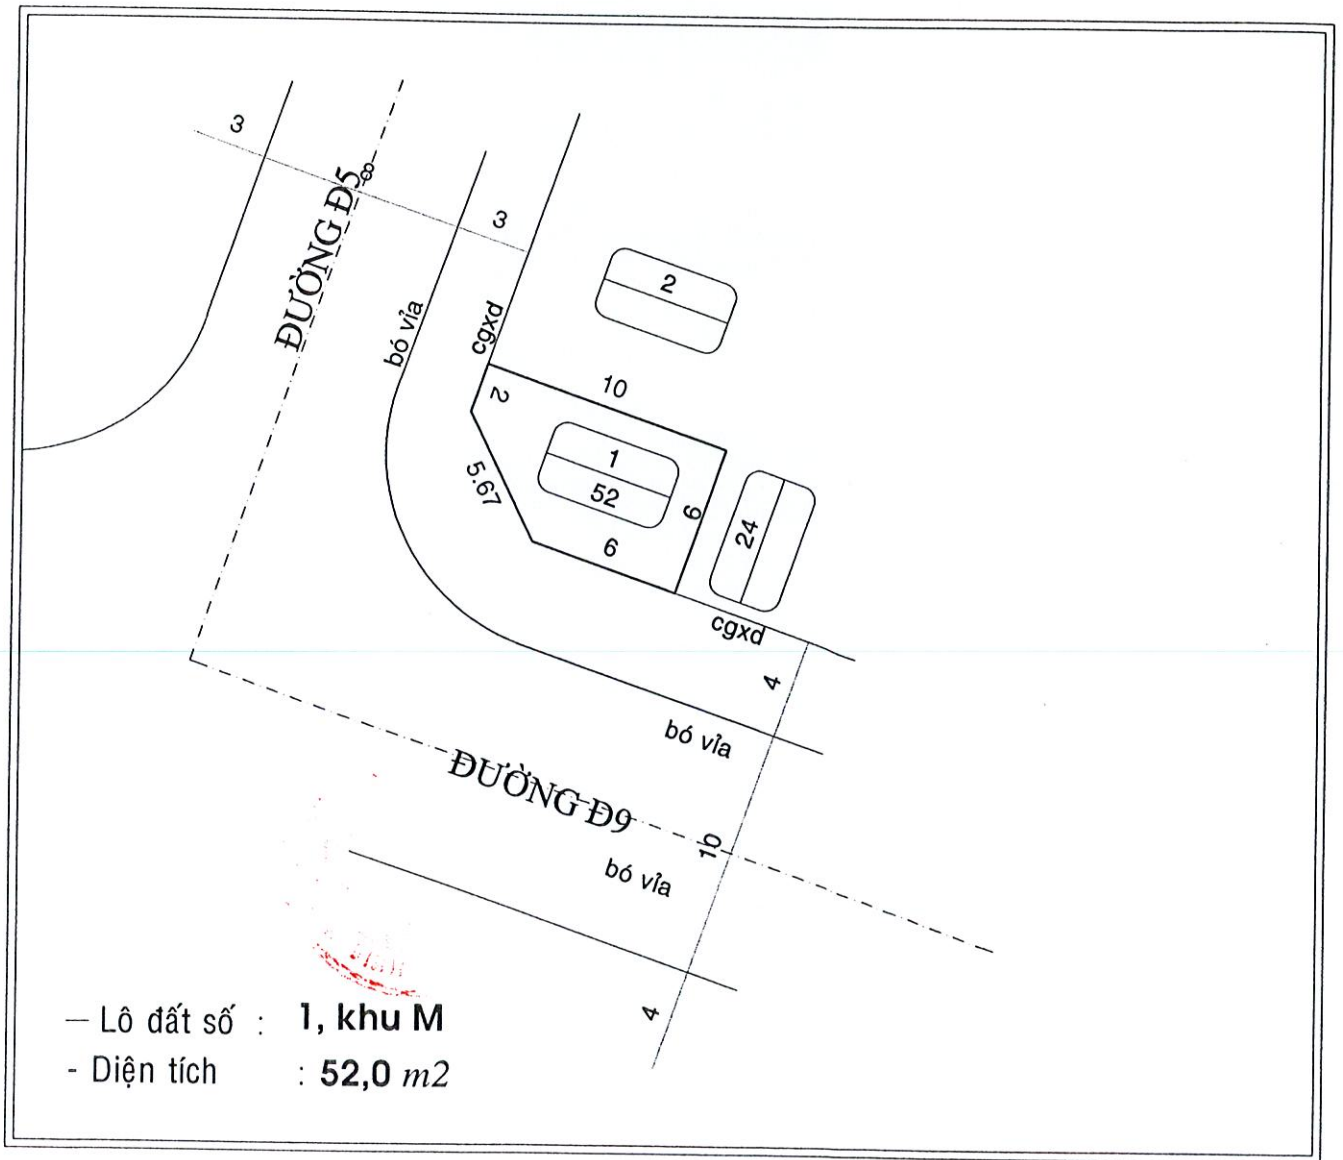 3
8
ĐƯỜNG Đ5
3
2
bó vỉa
cgxd
10
2
1
52
5.67
6
6
24
cgxd
4
bó vỉa
ĐƯỜNG Đ9
10
bó vỉa
4
– Lô đất số : 1, khu M
- Diện tích : 52,0 m2